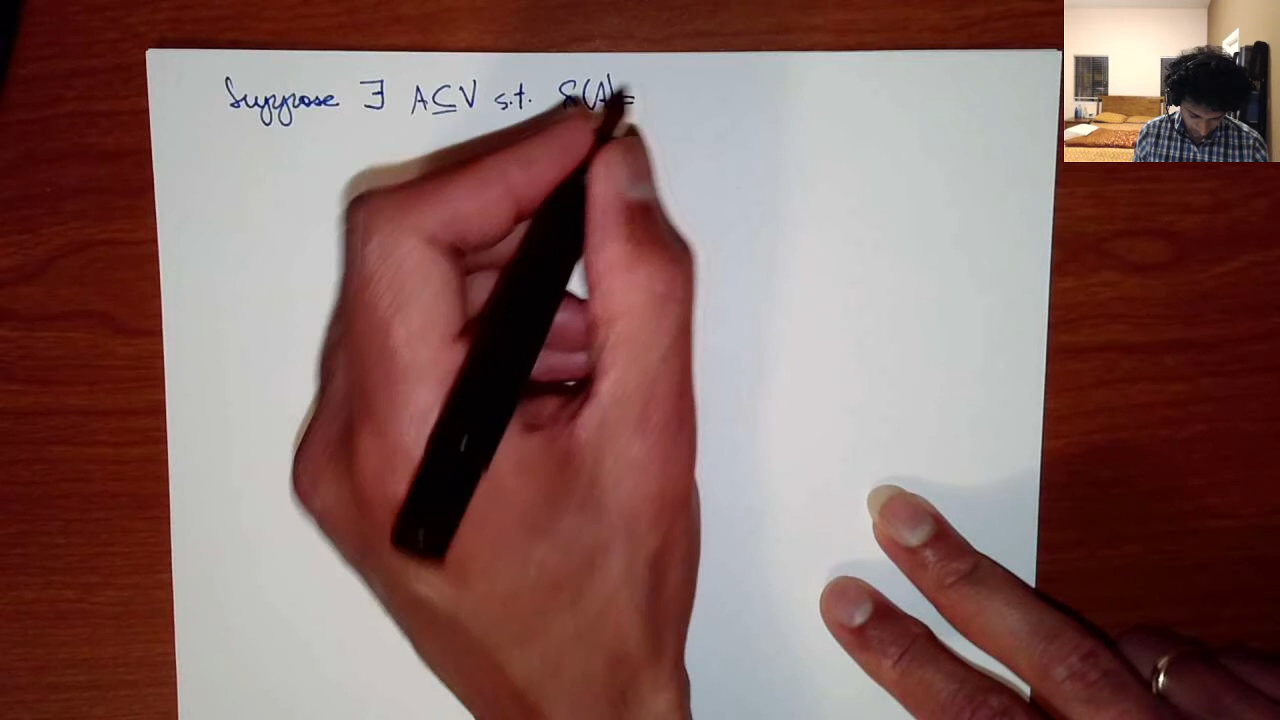 Suppose ∃ A⊆V s.t. δ(A)=